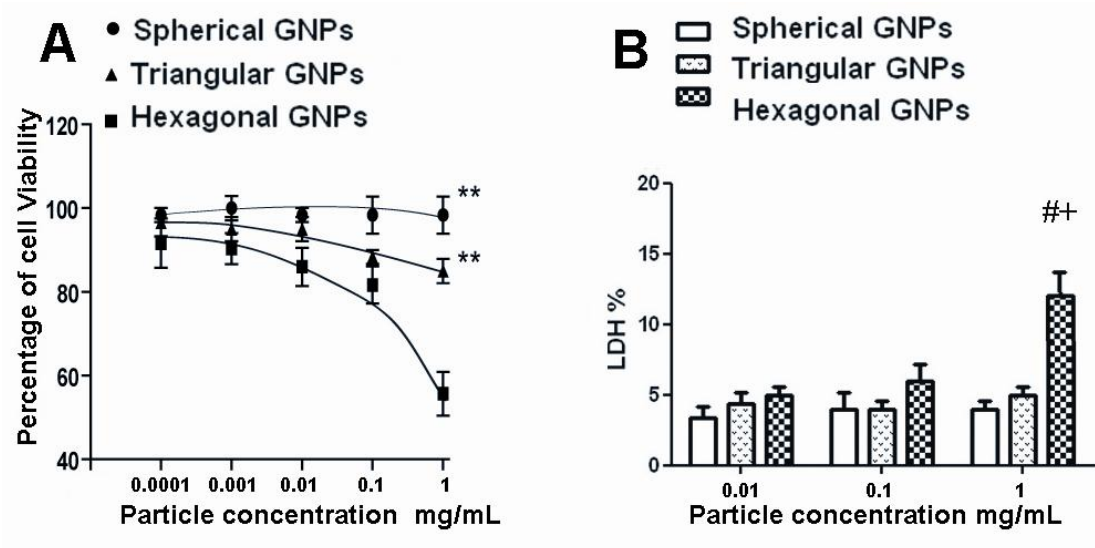 A
Spherical GNPs
Triangular GNPs
Hexagonal GNPs
Percentage of cell Viability
120
100
80
60
40
**
**
0.0001 0.001 0.01 0.1 1
Particle concentration mg/mL
B
Spherical GNPs
Triangular GNPs
Hexagonal GNPs
LDH %
20
15
10
5
0
#+
0.01 0.1 1
Particle concentration mg/mL